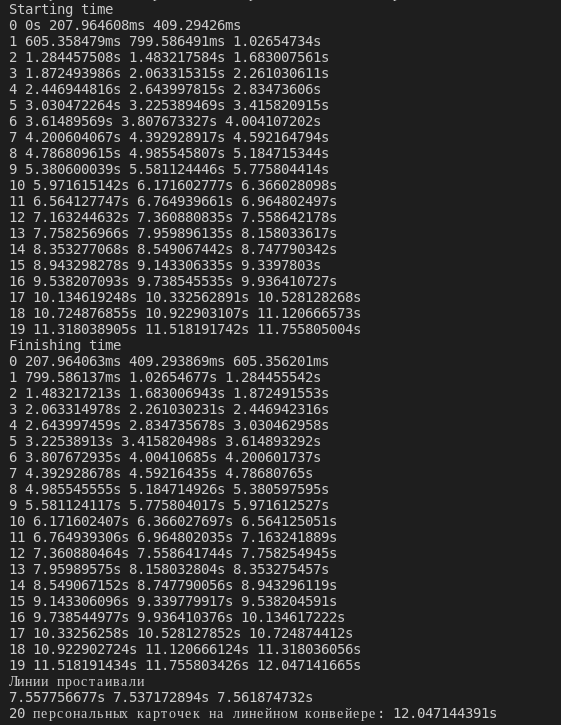 Starting time
0 0s 207.964608ms 409.29426ms
1 605.358479ms 799.586491ms 1.02654734s
2 1.284457508s 1.483217584s 1.683007561s
3 1.872493986s 2.063315315s 2.261030611s
4 2.446944816s 2.643997815s 2.83473606s
5 3.030472264s 3.225389469s 3.415820915s
6 3.61489569s 3.807673327s 4.004107202s
7 4.200604067s 4.392928917s 4.592164794s
8 4.786809615s 4.985545807s 5.184715344s
9 5.380600039s 5.581124446s 5.775804414s
10 5.971615142s 6.171602777s 6.366028098s
11 6.564127747s 6.764939661s 6.964802497s
12 7.163244632s 7.360880835s 7.558642178s
13 7.758256966s 7.959896135s 8.158033617s
14 8.353277068s 8.549067442s 8.747790342s
15 8.943298278s 9.143306335s 9.3397803s
16 9.538207093s 9.738545535s 9.936410727s
17 10.134619248s 10.332562891s 10.528128268s
18 10.724876855s 10.922903107s 11.120666573s
19 11.318038905s 11.518191742s 11.755805004s
Finishing time
0 207.964063ms 409.293869ms 605.356201ms
1 799.586137ms 1.02654677s 1.284455542s
2 1.483217213s 1.683006943s 1.872491553s
3 2.063314978s 2.261030231s 2.446942316s
4 2.643997459s 2.834735678s 3.030462958s
5 3.22538913s 3.415820498s 3.614893292s
6 3.807672935s 4.00410685s 4.200601737s
7 4.392928678s 4.59216435s 4.78680765s
8 4.985545555s 5.184714926s 5.380597595s
9 5.581124117s 5.775804017s 5.971612527s
10 6.171602407s 6.366027697s 6.564125051s
11 6.764939306s 6.964802035s 7.163241889s
12 7.360880464s 7.558641744s 7.758254945s
13 7.95989575s 8.158032804s 8.353275457s
14 8.549067152s 8.747790056s 8.943296119s
15 9.143306096s 9.339779917s 9.538204591s
16 9.738544977s 9.936410376s 10.134617222s
17 10.33256258s 10.528127852s 10.724874412s
18 10.922902724s 11.120666124s 11.318036056s
19 11.518191434s 11.755803426s 12.047141665s
Линии простаивали
7.557756677s 7.537172894s 7.561874732s
20 персональных карточек на линейном конвейере: 12.047144391s